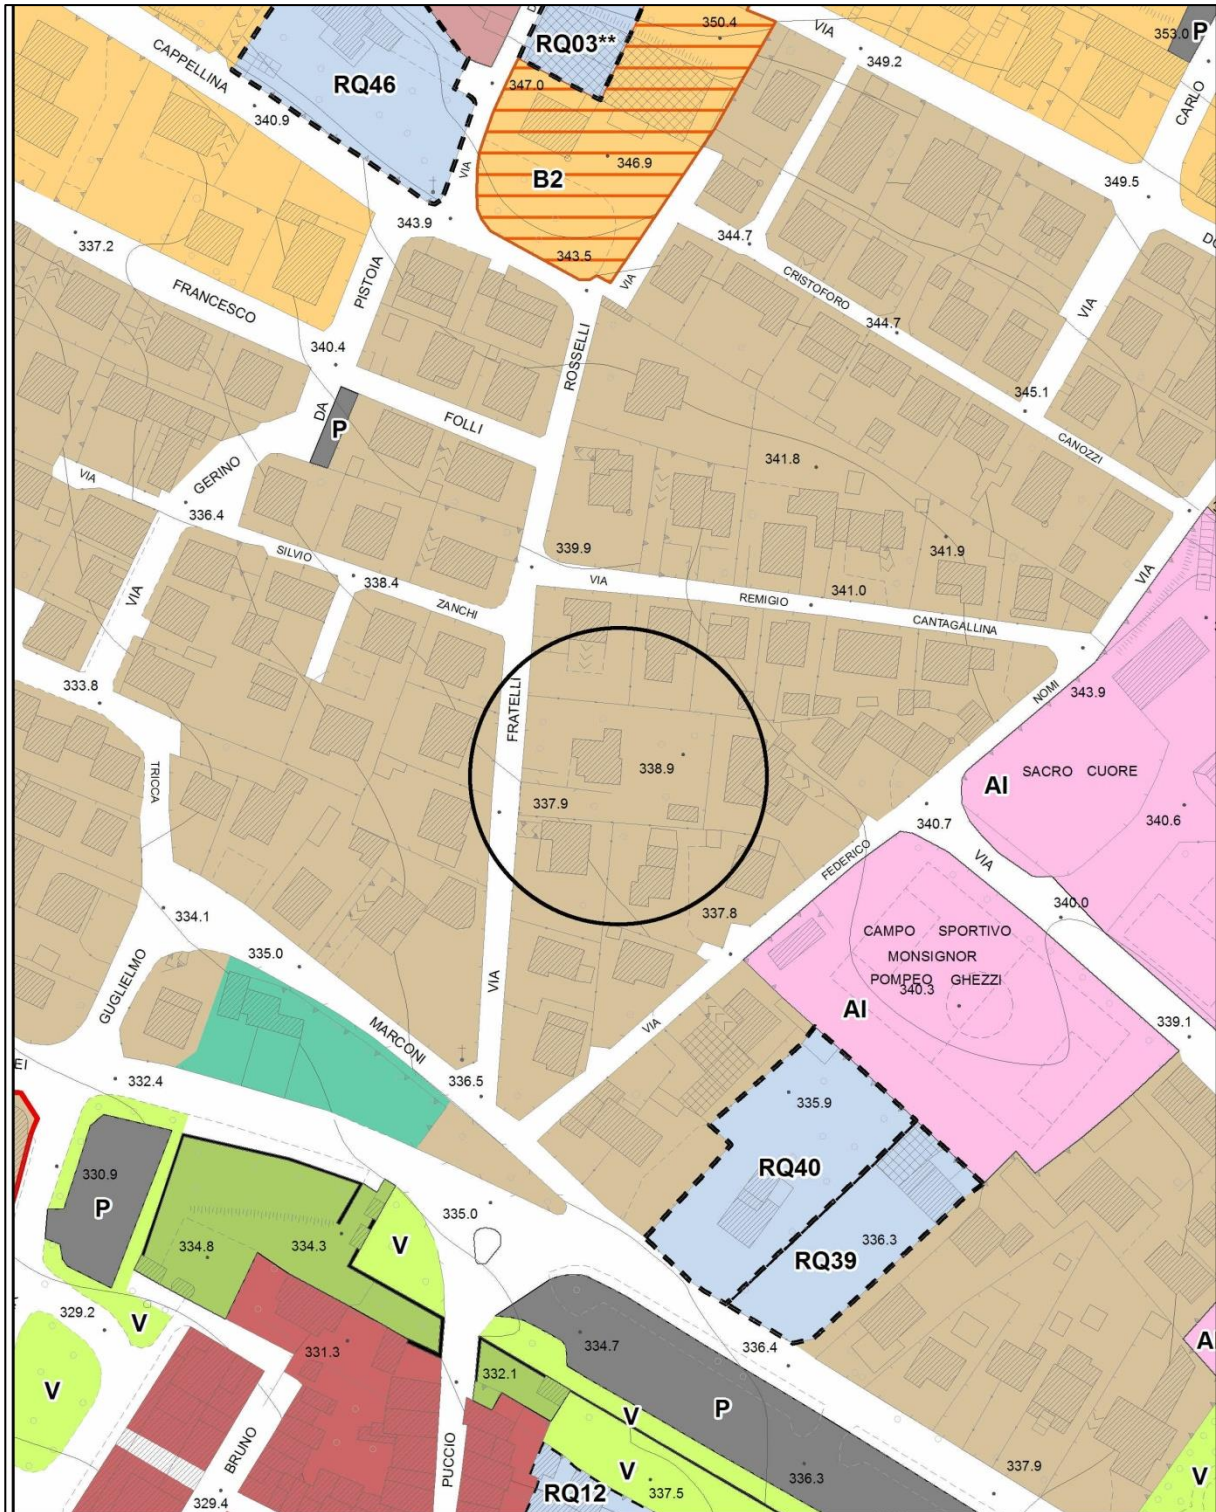 350.4
VIA
353.0
P
CAPPELLINA
RQ03**
349.2
RQ46
347.0
CARLO
340.9
346.9
VIA
B2
349.5
343.9
337.2
343.5
344.7
PISTOIA
VIA
CRISTOFORO
FRANCESCO
344.7
VIA
340.4
ROSSELLI
345.1
DA
P
FOLLI
CANOZZI
341.8
VIA
GERINO
336.4
SILVIO
339.9
341.9
VIA
338.4
VIA
341.0
VIA
ZANCHI
REMIGIO
CANTAGALLINA
333.8
FRATELLI
NOMI
343.9
TRICCA
338.9
AI
SACRO CUORE
337.9
340.7
340.6
FEDERICO
VIA
334.1
337.8
340.0
335.0
CAMPO SPORTIVO
MONSIGNOR
POMPEO GHEZZI
340.3
GUGLIELMO
VIA
AI
MARCONI
VIA
339.1
EI
332.4
336.5
335.9
330.9
RQ40
P
335.0
334.8
334.3
V
336.3
RQ39
329.2
V
331.3
334.7
336.4
AI
332.1
V
V
P
BRUNO
PUCCIO
V
337.9
V
336.3
329.4
RQ12
337.5